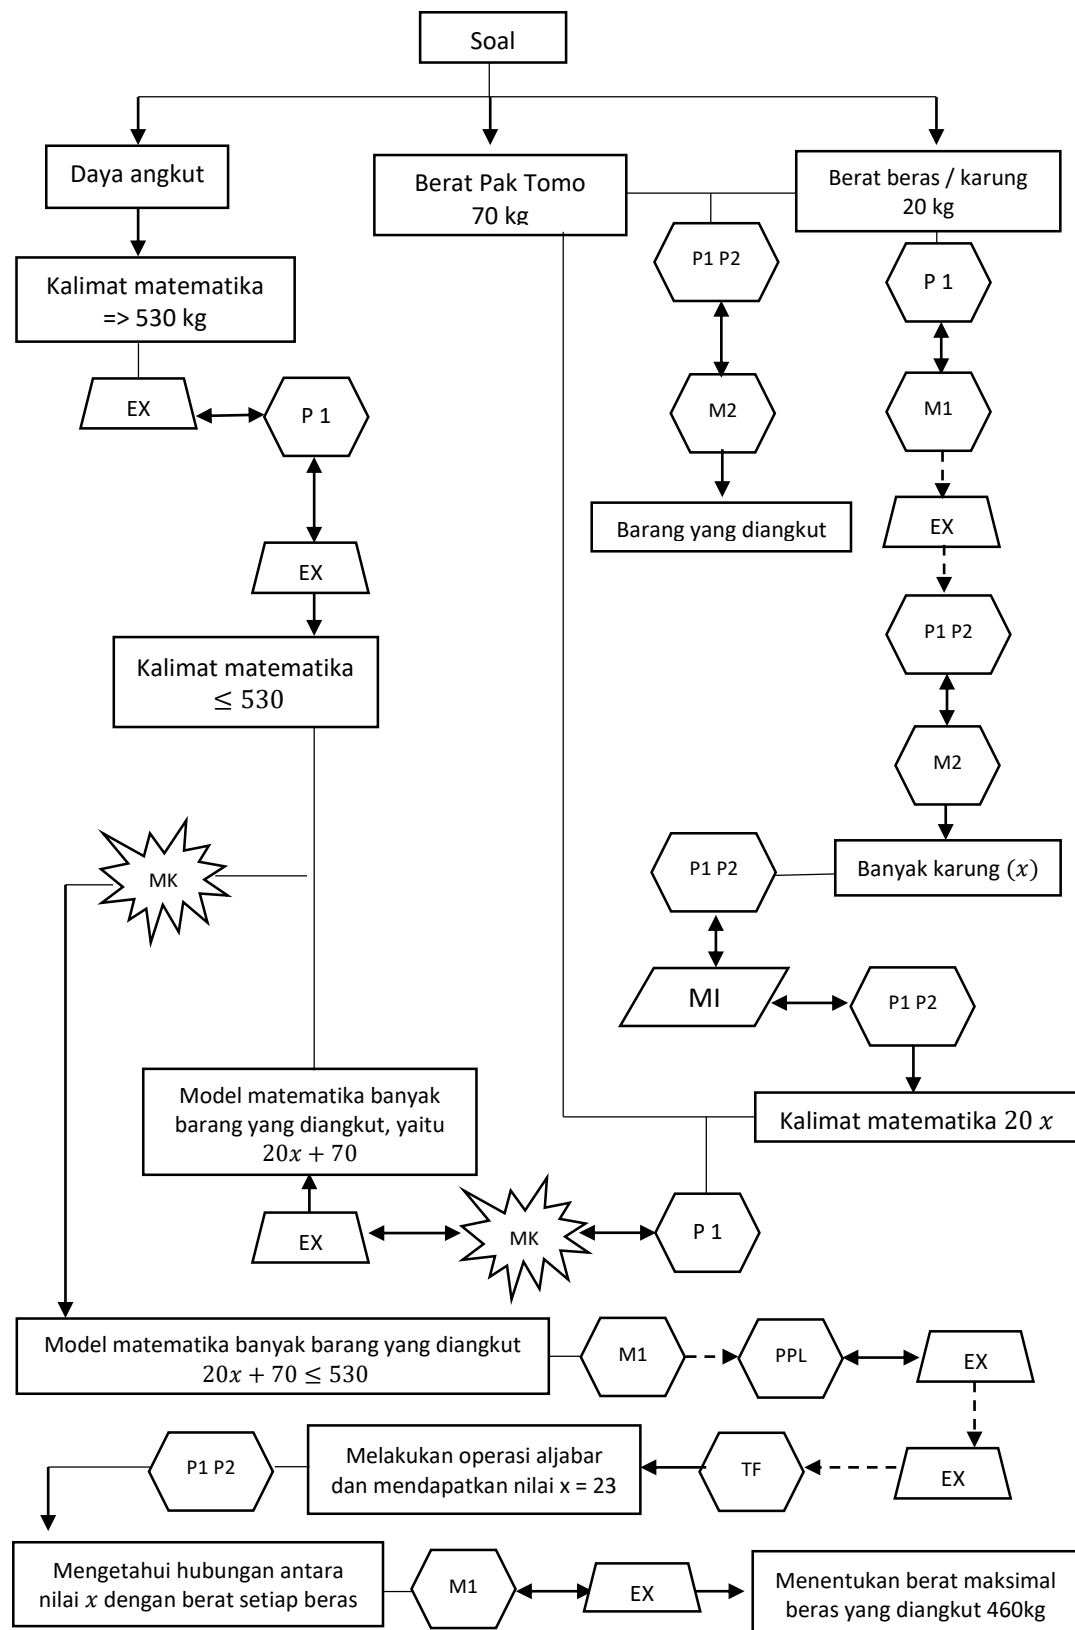 Soal
Daya angkut
Berat Pak Tomo
70 kg
Berat beras / karung
20 kg
Kalimat matematika
=> 530 kg
P1 P2
P 1
EX
P 1
M2
M1
Barang yang diangkut
EX
EX
P1 P2
Kalimat matematika
≤ 530
M2
MK
P1 P2
Banyak karung (x)
MI
P1 P2
Model matematika banyak
barang yang diangkut, yaitu
20x + 70
Kalimat matematika 20 x
EX
MK
P 1
Model matematika banyak barang yang diangkut
20x + 70 ≤ 530
M1
PPL
EX
P1 P2
Melakukan operasi aljabar
dan mendapatkan nilai x = 23
TF
EX
Mengetahui hubungan antara
nilai x dengan berat setiap beras
M1
EX
Menentukan berat maksimal
beras yang diangkut 460kg